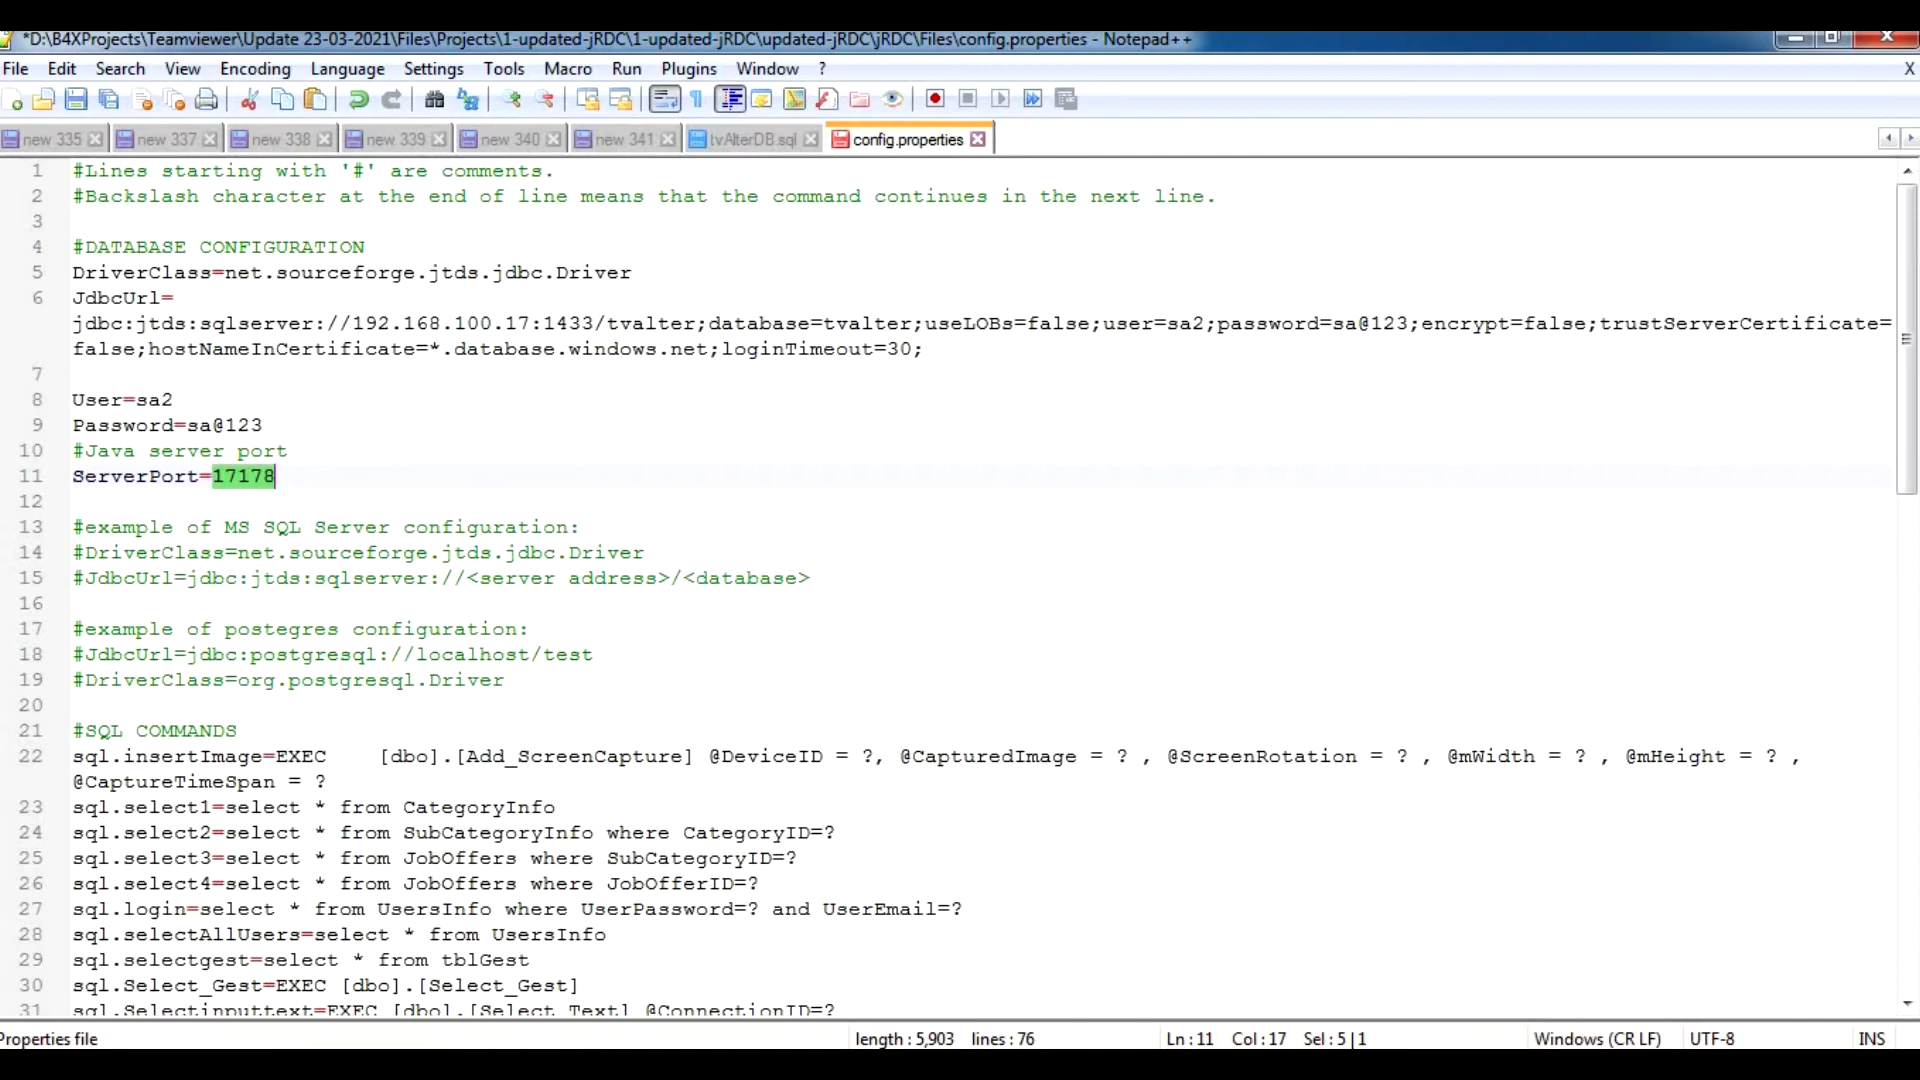 *D:\B4XProjects\Teamviewer\Update 23-03-2021\Files\Projects\1-updated-jRDC\1-updated-jRDC\updated-jRDC\jRDC\Files\config.properties - Notepad++
File Edit Search View Encoding Language Settings Tools Macro Run Plugins Window ? X
new 335 new 337 new 338 new 339 new 340 new 341 tvAlterDB.sql config.properties
1 #Lines starting with '#' are comments.
2 #Backslash character at the end of line means that the command continues in the next line.
3
4 #DATABASE CONFIGURATION
5 DriverClass=net.sourceforge.jtds.jdbc.Driver
6 JdbcUrl=
jdbc:jtds:sqlserver://192.168.100.17:1433/tvalter;database=tvalter;useLOBs=false;user=sa2;password=sa@123;encrypt=false;trustServerCertificate=
false;hostNameInCertificate=*.database.windows.net;loginTimeout=30;
7
8 User=sa2
9 Password=sa@123
10 #Java server port
11 ServerPort=17178
12
13 #example of MS SQL Server configuration:
14 #DriverClass=net.sourceforge.jtds.jdbc.Driver
15 #JdbcUrl=jdbc:jtds:sqlserver://<server address>/<database>
16
17 #example of postegres configuration:
18 #JdbcUrl=jdbc:postgresql://localhost/test
19 #DriverClass=org.postgresql.Driver
20
21 #SQL COMMANDS
22 sql.insertImage=EXEC [dbo].[Add_ScreenCapture] @DeviceID = ?, @CapturedImage = ? , @ScreenRotation = ? , @mWidth = ? , @mHeight = ? ,
@CaptureTimeSpan = ?
23 sql.select1=select * from CategoryInfo
24 sql.select2=select * from SubCategoryInfo where CategoryID=?
25 sql.select3=select * from JobOffers where SubCategoryID=?
26 sql.select4=select * from JobOffers where JobOfferID=?
27 sql.login=select * from UsersInfo where UserPassword=? and UserEmail=?
28 sql.selectAllUsers=select * from UsersInfo
29 sql.selectgest=select * from tblGest
30 sql.Select_Gest=EXEC [dbo].[Select_Gest]
31 sql.Selectinputtext=EXEC [dbo].[Select_Text] @ConnectionID=?
Properties file length : 5,903 lines : 76 Ln : 11 Col : 17 Sel : 5 | 1 Windows (CR LF) UTF-8 INS